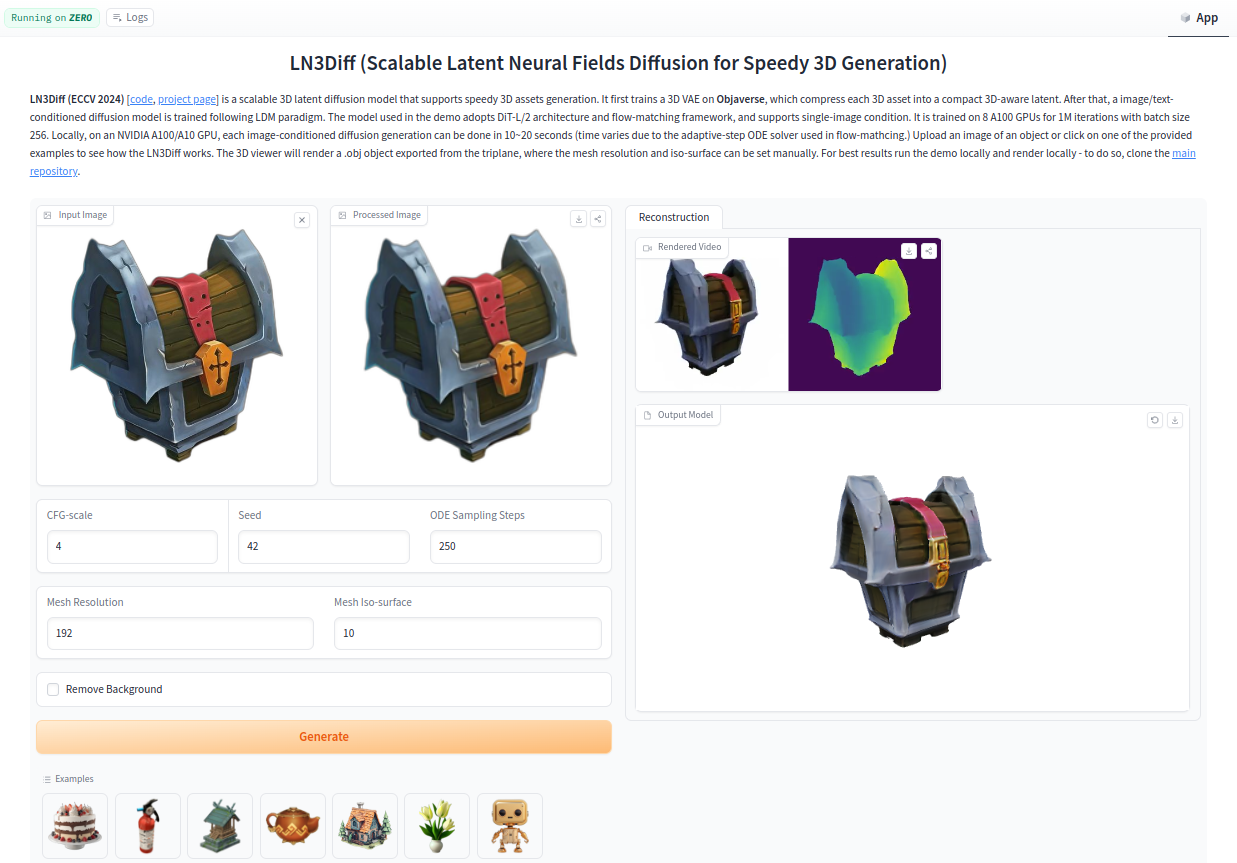 Running on ZERO
Logs
App
LN3Diff (Scalable Latent Neural Fields Diffusion for Speedy 3D Generation)
LN3Diff (ECCV 2024) [code, project page] is a scalable 3D latent diffusion model that supports speedy 3D assets generation. It first trains a 3D VAE on Objaverse, which compress each 3D asset into a compact 3D-aware latent. After that, a image/text-
conditioned diffusion model is trained following LDM paradigm. The model used in the demo adopts DiT-L/2 architecture and flow-matching framework, and supports single-image condition. It is trained on 8 A100 GPUs for 1M iterations with batch size
256. Locally, on an NVIDIA A100/A10 GPU, each image-conditioned diffusion generation can be done in 10~20 seconds (time varies due to the adaptive-step ODE solver used in flow-mathcing.) Upload an image of an object or click on one of the provided
examples to see how the LN3Diff works. The 3D viewer will render a .obj object exported from the triplane, where the mesh resolution and iso-surface can be set manually. For best results run the demo locally and render locally - to do so, clone the main
repository.
Input Image
Processed Image
Reconstruction
Rendered Video
Output Model
CFG-scale
Seed
ODE Sampling Steps
4
42
250
Mesh Resolution
Mesh Iso-surface
192
10
Remove Background
Generate
Examples